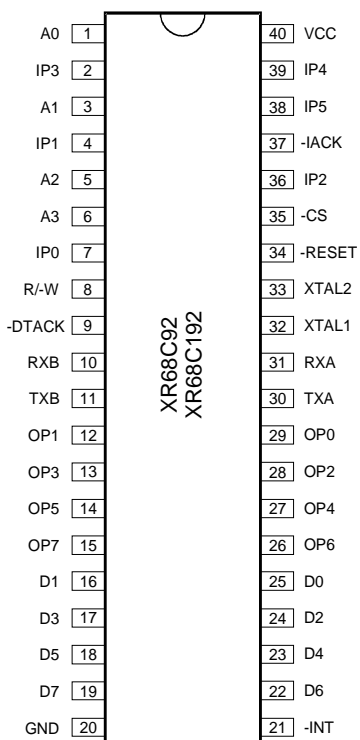 A0 1 40 VCC
IP3 2 39 IP4
A1 3 38 IP5
IP1 4 37 -IACK
A2 5 36 IP2
A3 6 35 -CS
IP0 7 34 -RESET
R/-W 8 33 XTAL2
-DTACK 9 32 XTAL1
RXB 10 31 RXA
TXB 11 30 TXA
OP1 12 29 OP0
OP3 13 28 OP2
OP5 14 27 OP4
OP7 15 26 OP6
D1 16 25 D0
D3 17 24 D2
D5 18 23 D4
D7 19 22 D6
GND 20 21 -INT
XR68C92
XR68C192